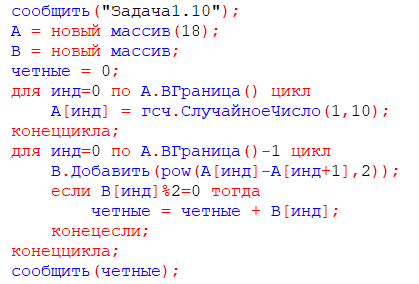 сообщить("Задача1.10");
А = новый массив(18);
В = новый массив;
четные = 0;
для инд=0 по А.ВГраница() цикл
А[инд] = гсч.СлучайноеЧисло(1,10);
конеццикла;
для инд=0 по А.ВГраница()-1 цикл
В.Добавить(pow(А[инд]-А[инд+1],2));
если В[инд]%2=0 тогда
четные = четные + В[инд];
конецесли;
конеццикла;
сообщить(четные);